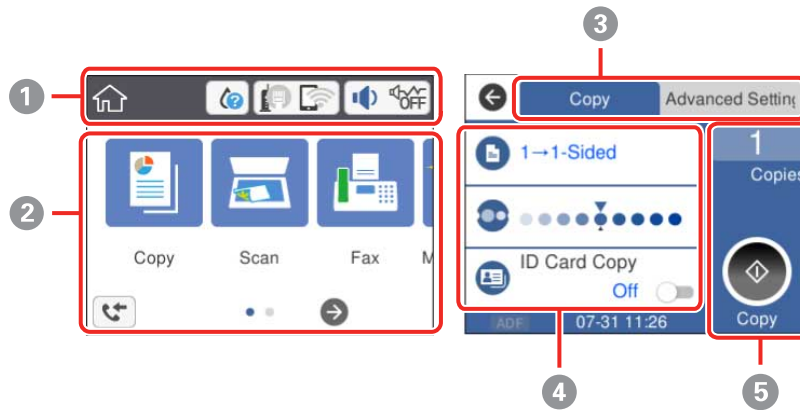 3
1
OFF
Copy
Advanced Setting
1→1-Sided
1
Copies
2
Copy
Scan
Fax
M
ID Card Copy
Off
ADF
07-31 11:26
Copy
4
5